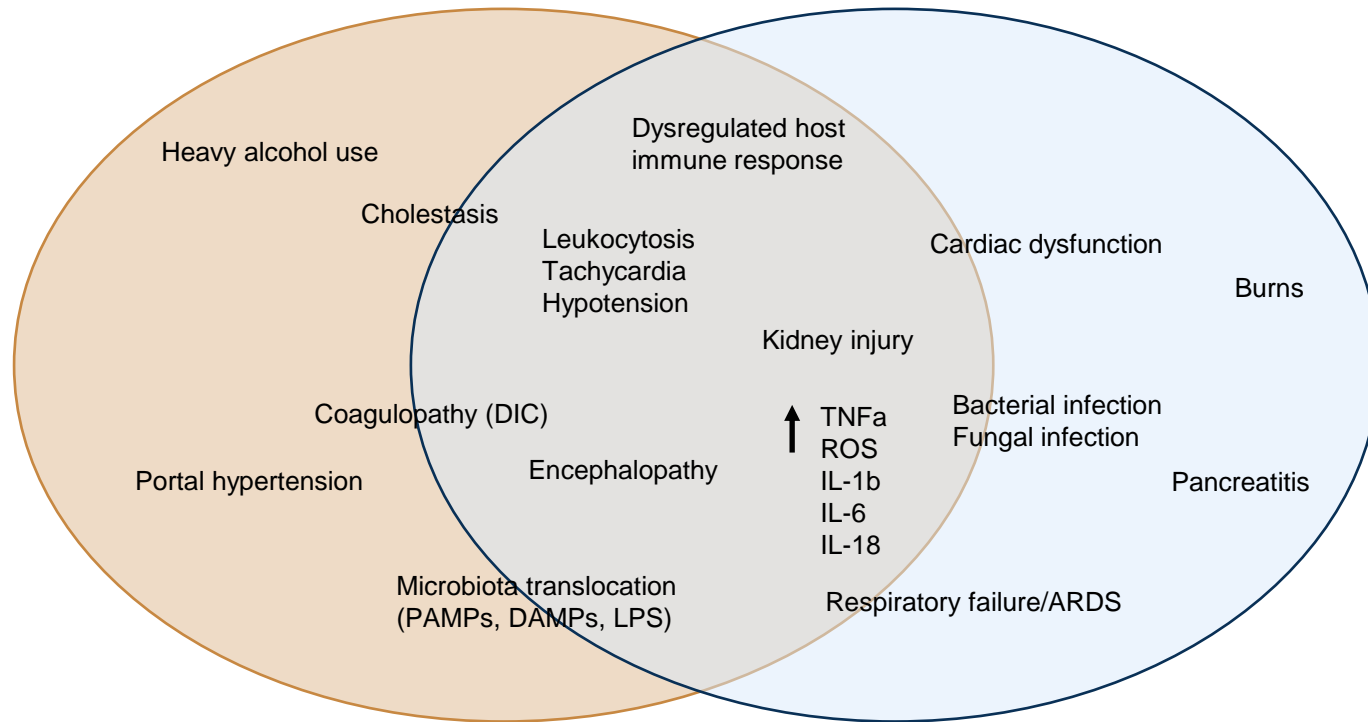 Dysregulated host
immune response
Heavy alcohol use
Cholestasis
Leukocytosis
Tachycardia
Hypotension
Cardiac dysfunction
Burns
Kidney injury
Coagulopathy (DIC)
TNFa
ROS
IL-1b
IL-6
IL-18
Bacterial infection
Fungal infection
Encephalopathy
Portal hypertension
Pancreatitis
Microbiota translocation
(PAMPs, DAMPs, LPS)
Respiratory failure/ARDS